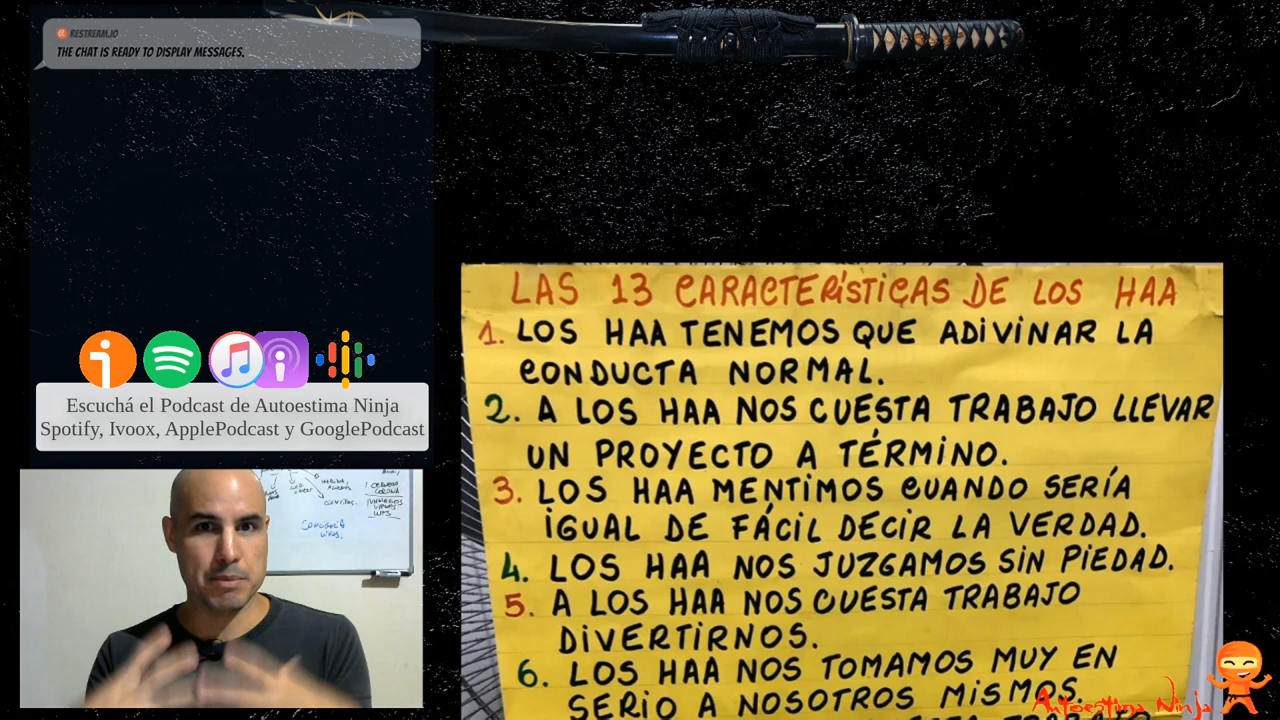 RESTREAM.IO
THE CHAT IS READY TO DISPLAY MESSAGES.
Escuchá el Podcast de Autoestima Ninja
Spotify, Ivoox, ApplePodcast y GooglePodcast
LAS 13 CARACTERÍSTICAS DE LOS HAA
1. LOS HAA TENEMOS QUE ADIVINAR LA
CONDUCTA NORMAL.
2. A LOS HAA NOS CUESTA TRABAJO LLEVAR
UN PROYECTO A TÉRMINO.
3. LOS HAA MENTIMOS CUANDO SERÍA
IGUAL DE FÁCIL DECIR LA VERDAD.
4. LOS HAA NOS JUZGAMOS SIN PIEDAD.
5. A LOS HAA NOS CUESTA TRABAJO
DIVERTIRNOS.
6. LOS HAA NOS TOMAMOS MUY EN
SERIO A NOSOTROS MISMOS.
Autoestima Ninja